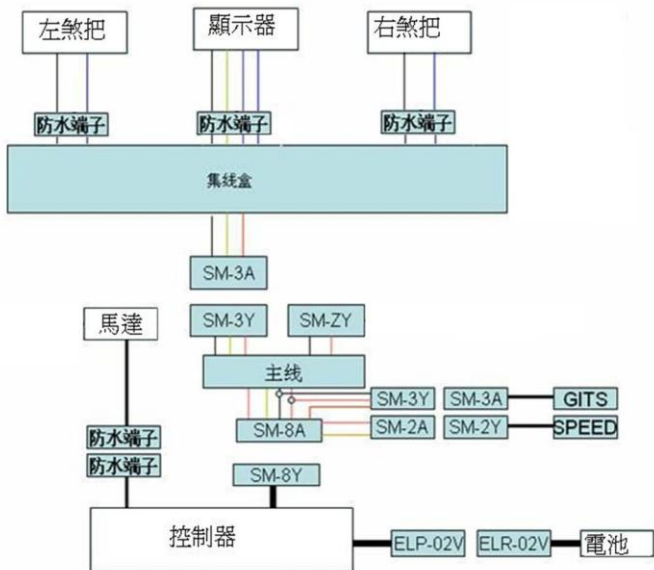 左煞把
顯示器
右煞把
防水端子
防水端子
防水端子
集线盒
SM-3A
馬達
SM-3Y
SM-ZY
主线
SM-3Y
SM-3A
GITS
SM-8A
SM-2A
SM-2Y
SPEED
防水端子
防水端子
SM-8Y
控制器
ELP-02V
ELR-02V
電池